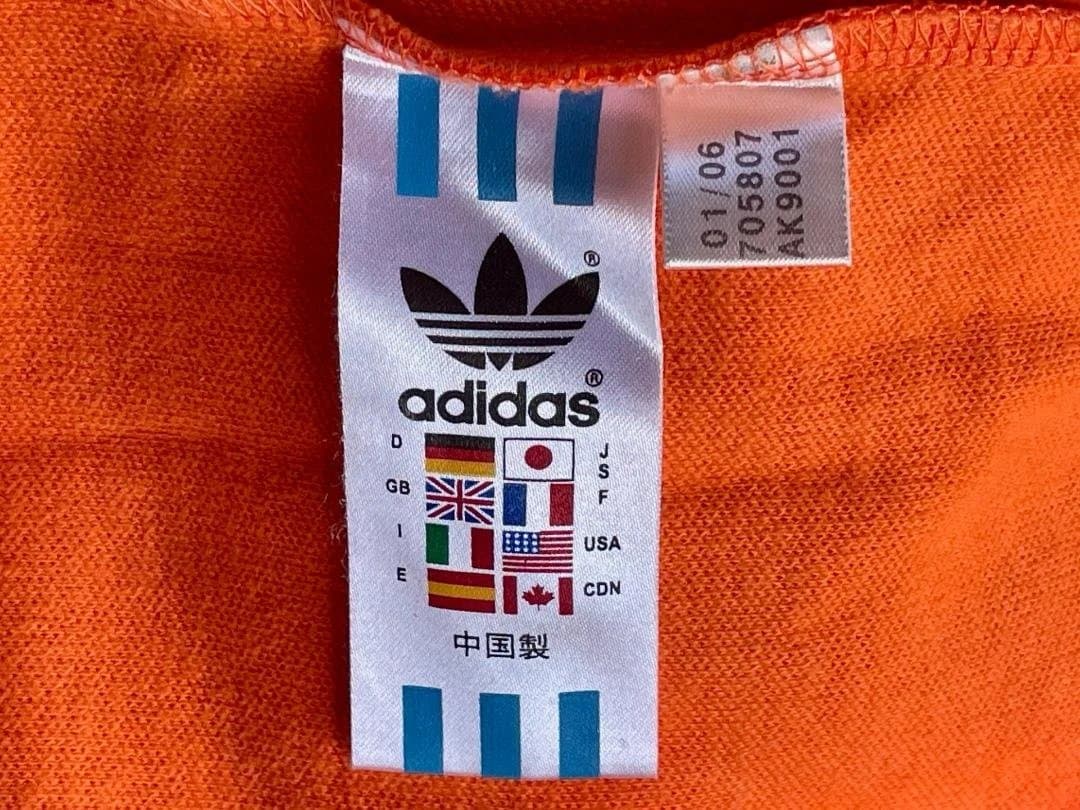 ®
adidas®
D
J
S
GB
F
I
USA
E
CDN
中国製
01/06
705807
AK9001